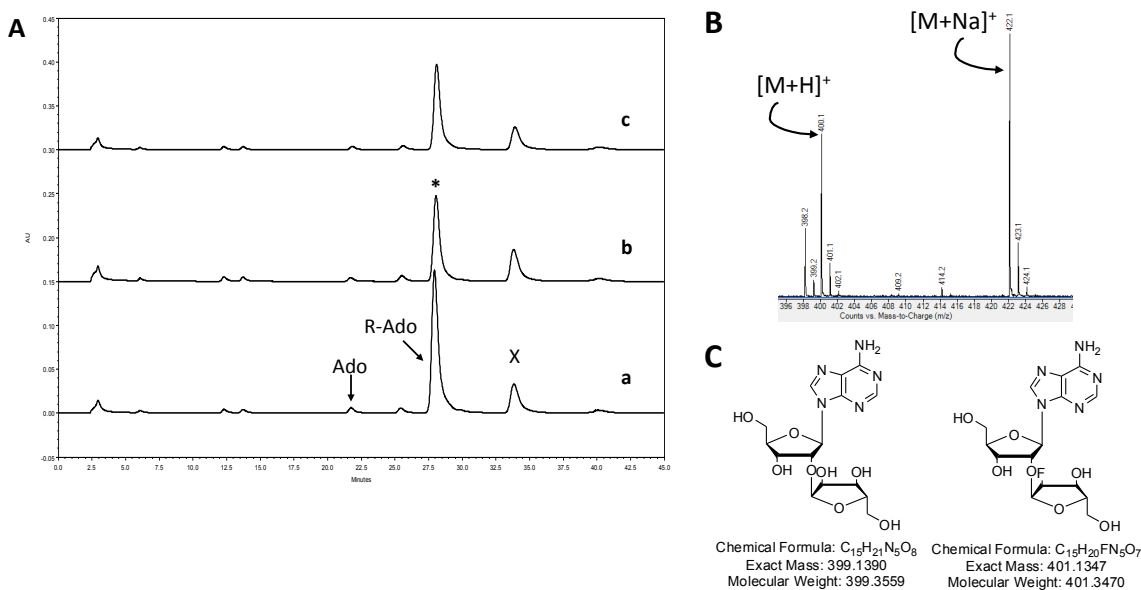 A
0.45
0.40
0.35
0.30
0.25
0.20
0.15
0.10
0.05
0.00
-0.05
AU
c
*
b
R-Ado
Ado
X
a
0.0 2.5 5.0 7.5 10.0 12.5 15.0 17.5 20.0 22.5 25.0 27.5 30.0 32.5 35.0 37.5 40.0 42.5 45.0
Minutes
B
[M+Na]⁺
[M+H]⁺
422.1
400.1
398.2
399.2
401.1
402.1
409.2
414.2
423.1
424.1
396 398 400 402 404 406 408 410 412 414 416 418 420 422 424 426 428 4
Counts vs. Mass-to-Charge (m/z)
C
NH₂
N
N
N
N
HO
O
OH
O
OH
OH
O
OH
Chemical Formula: C₁₅H₂₁N₅O₈
Exact Mass: 399.1390
Molecular Weight: 399.3559
NH₂
N
N
N
N
HO
O
OH
O
F
OH
O
OH
Chemical Formula: C₁₅H₂₀FN₅O₇
Exact Mass: 401.1347
Molecular Weight: 401.3470